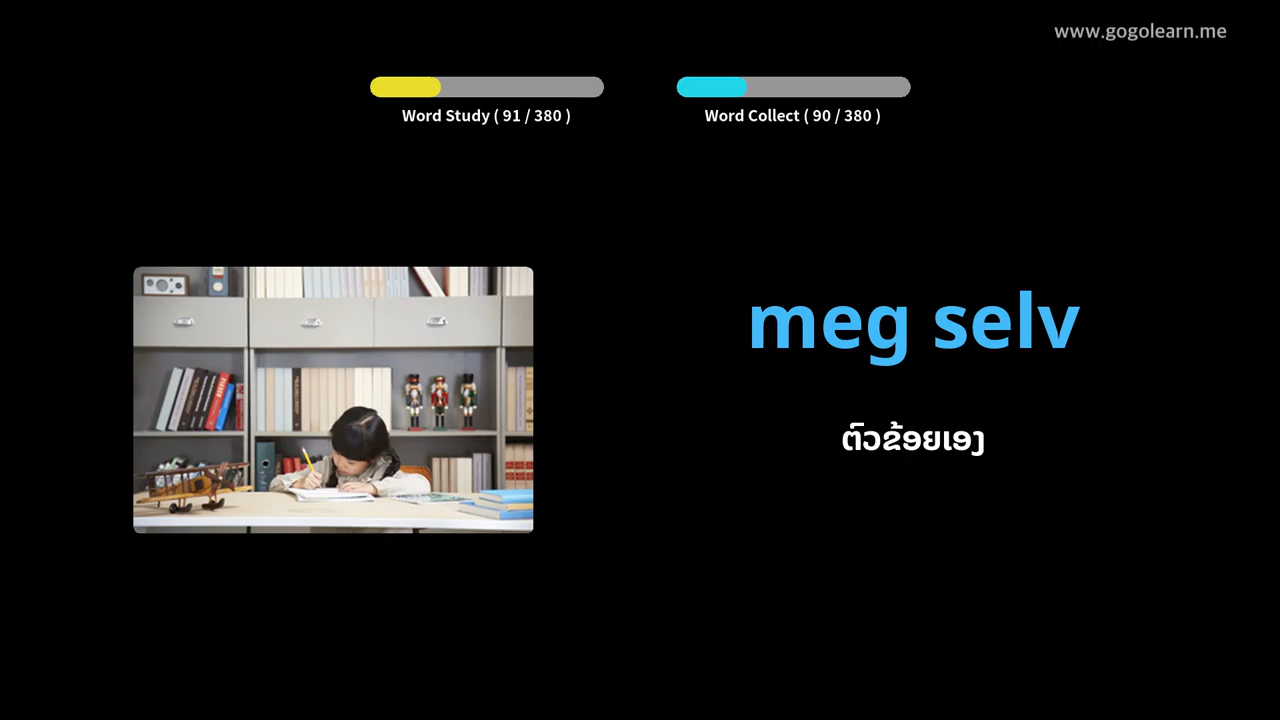 www.gogolearn.me
Word Study ( 91 / 380 )
Word Collect ( 90 / 380 )
meg selv
ຕົວຂ້ອຍເອງ